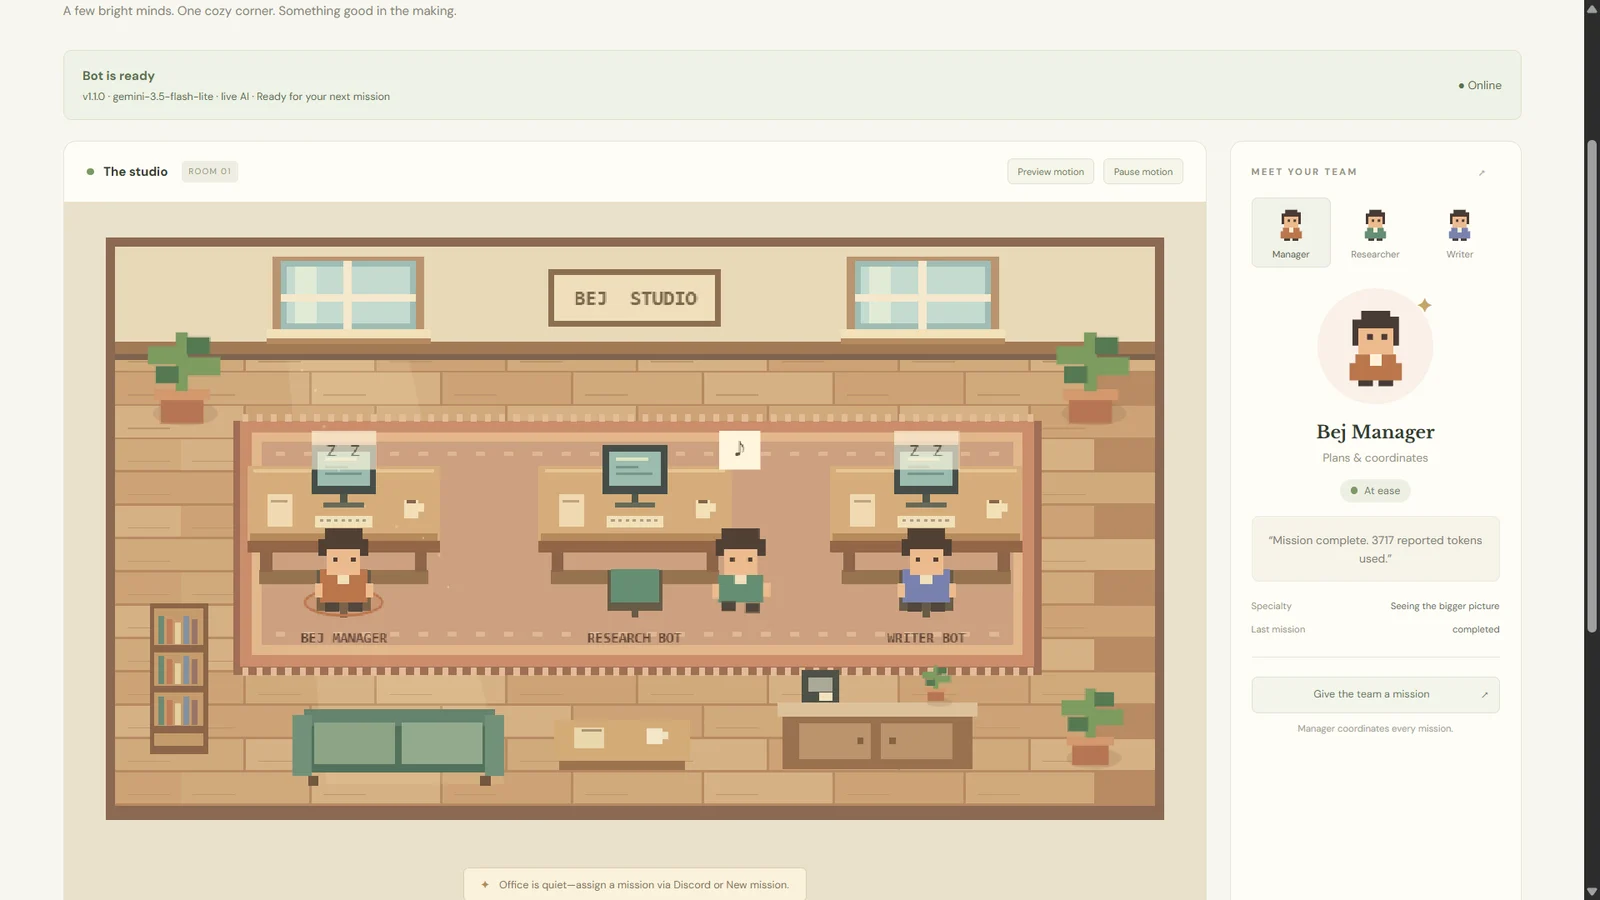 A few bright minds. One cozy corner. Something good in the making.
Bot is ready
v1.1.0 · gemini-3.5-flash-lite · live AI · Ready for your next mission
● Online
The studio
ROOM 01
Preview motion
Pause motion
BEJ STUDIO
Z Z
♪
Z Z
BEJ MANAGER
RESEARCH BOT
WRITER BOT
✦ Office is quiet—assign a mission via Discord or New mission.
MEET YOUR TEAM
Manager
Researcher
Writer
Bej Manager
Plans & coordinates
At ease
“Mission complete. 3717 reported tokens
used.”
Specialty
Seeing the bigger picture
Last mission
completed
Give the team a mission
Manager coordinates every mission.